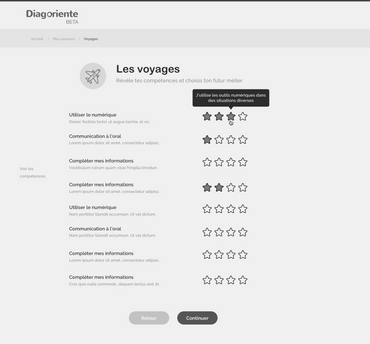 Diagoriente
BETA
Accueil
Mes parcours
Voyages
Les voyages
Révèle tes compétences et choisis ton futur métier
J'utilise les outils numériques dans
des situations diverses
Utiliser le numérique
Donec facilisis tortor ut augue lacinia, at
Communication à l'oral
Lorem ipsum dolor sit amet, consectetur adipisc.
Compléter mes informations
Vestibulum rutrum quam vitae fringilla tincidunt.
Voir les
compétences
Compléter mes informations
Lorem ipsum dolor sit amet, consectetur adipisc.
Utiliser le numérique
Nam porttitor blandit accumsan. Ut vel dictum.
Communication à l'oral
Nam porttitor blandit accumsan. Ut vel dictum.
Compléter mes informations
Lorem ipsum dolor sit amet, consectetur adipisc.
Compléter mes informations
Cras quis nulla commodo, aliquam lectus sed
Retour
Continuer